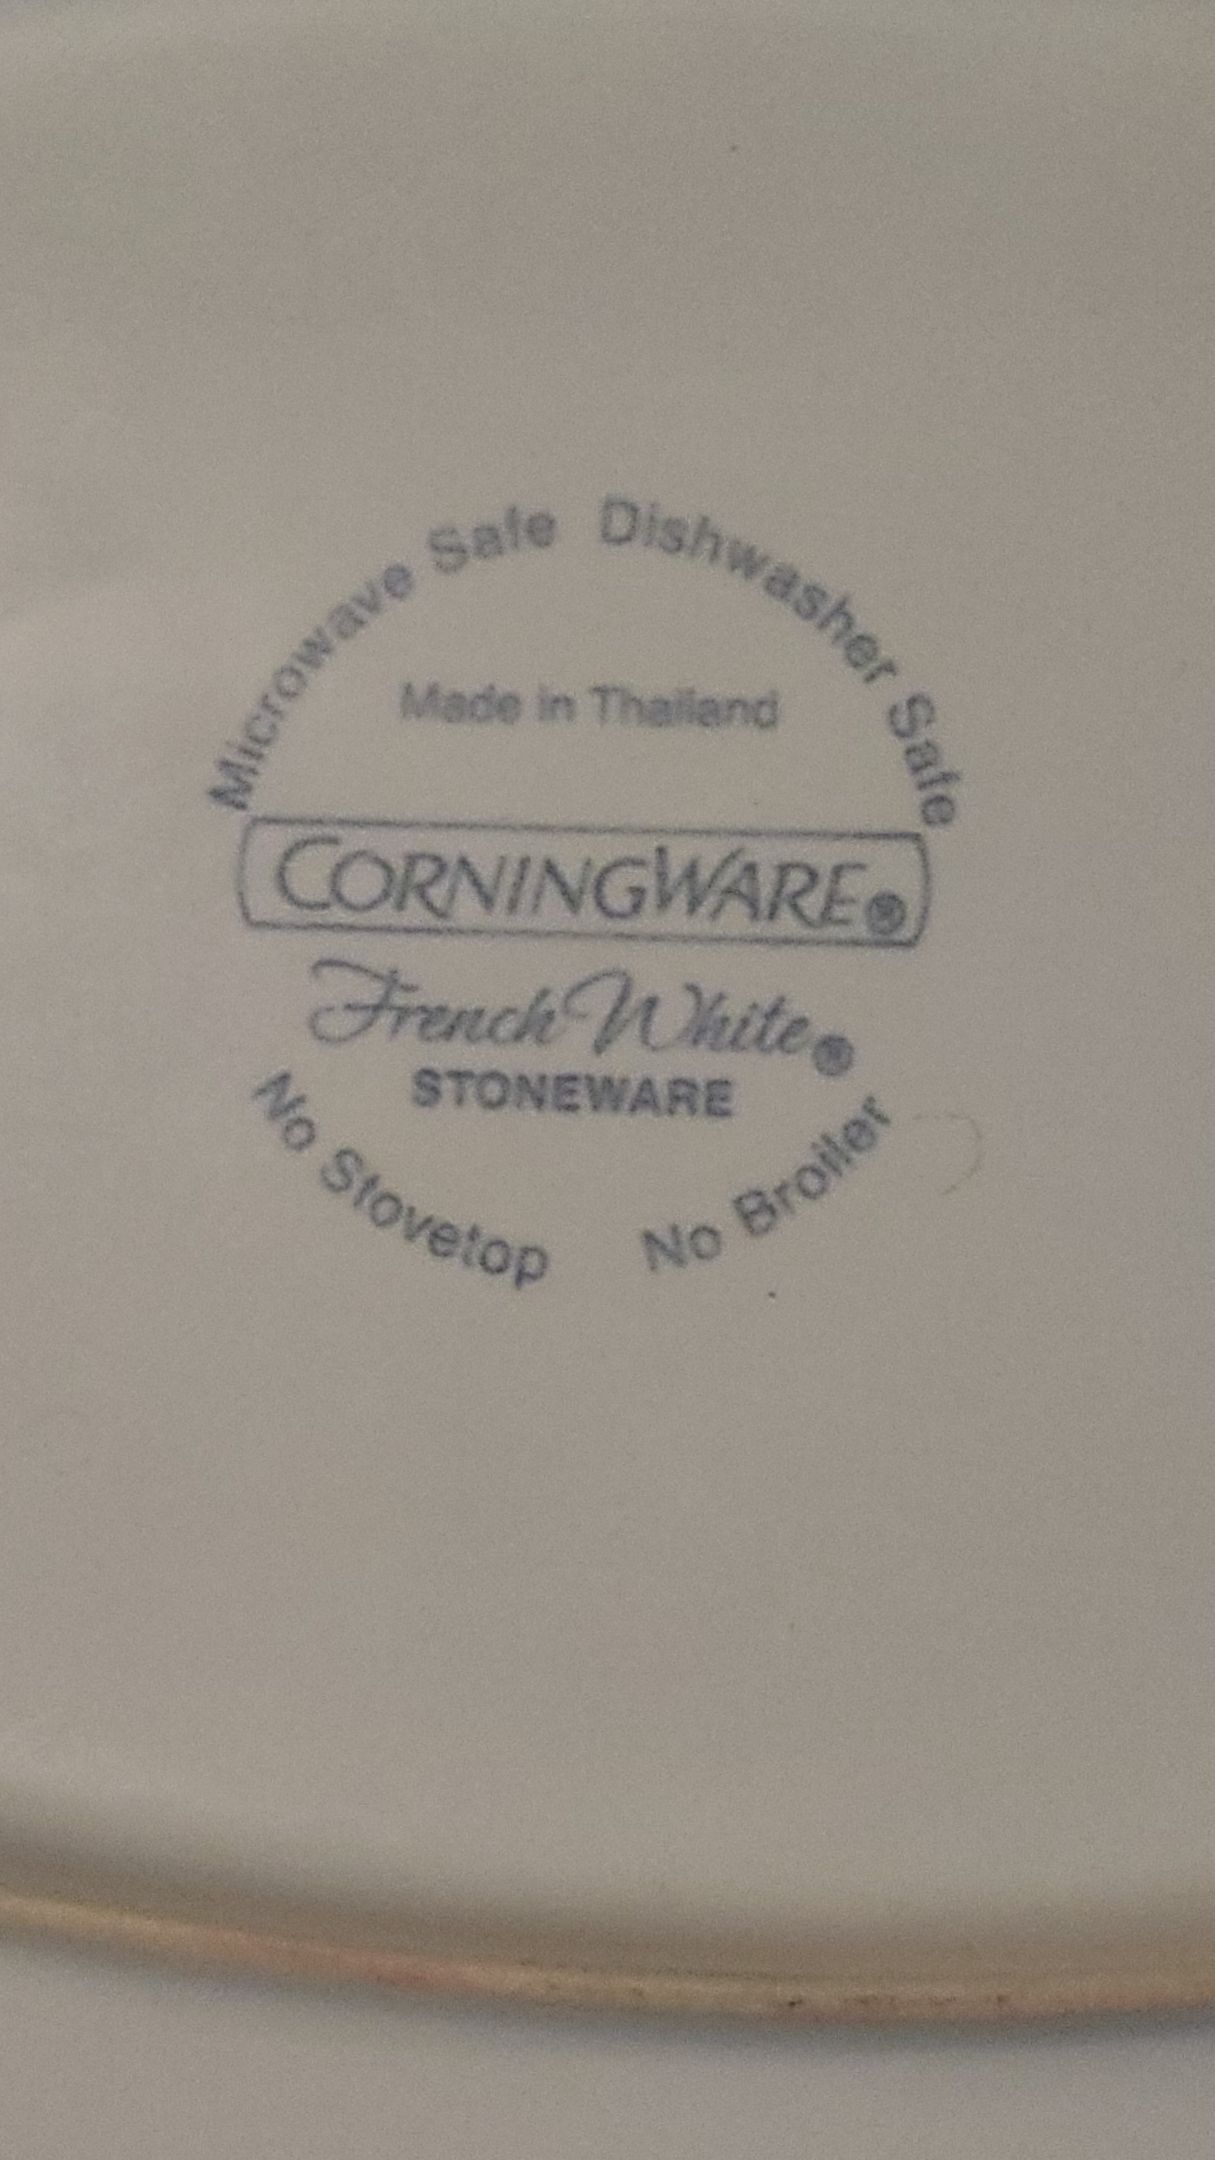 Microwave Safe Dishwasher Safe
Made in Thailand
CORNINGWARE®
French White®
STONEWARE
No Stovetop No Broiler